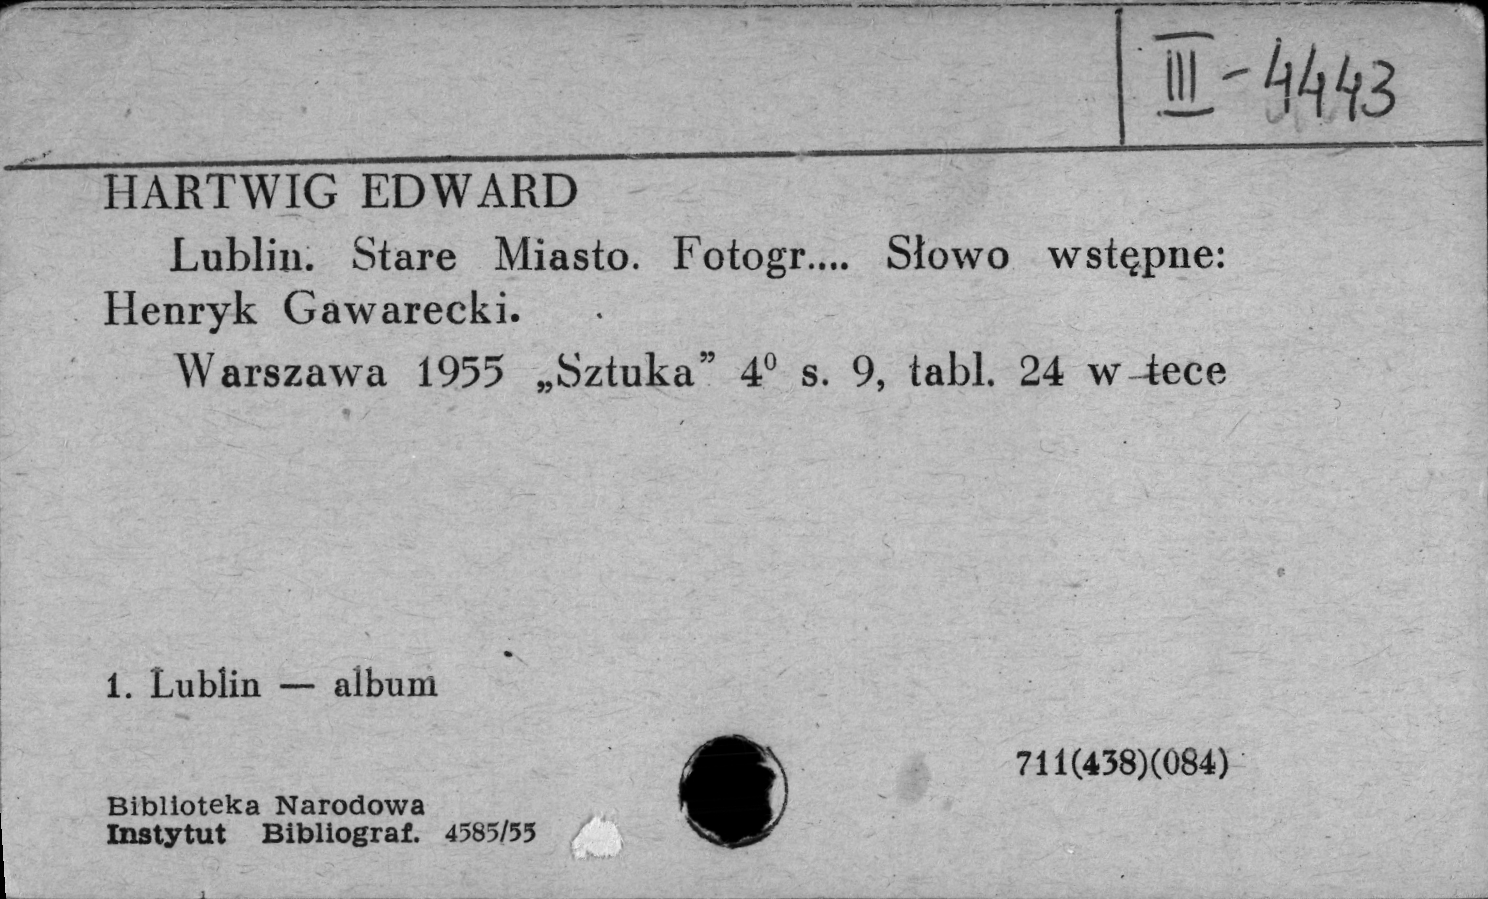 III-4443
HARTWIG EDWARD
Lublin. Stare Miasto. Fotogr.... Słowo wstępne:
Henryk Gawarecki.
Warszawa 1955 „Sztuka” 4⁰ s. 9, tabl. 24 w tece
1. Lublin — album
711(438)(084)
Biblioteka Narodowa
Instytut Bibliograf. 4585/55